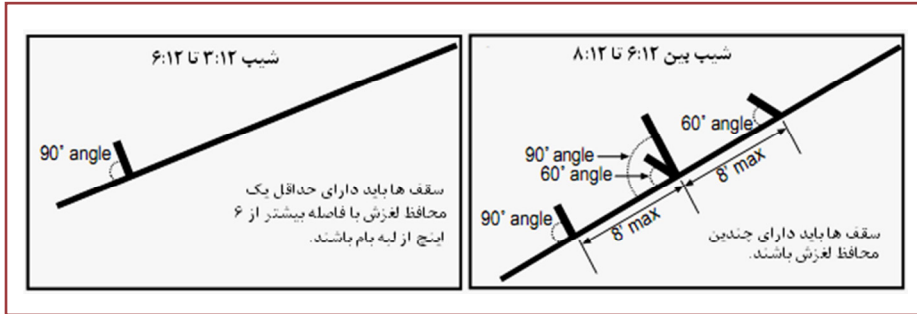 شیب ۳:۱۲ تا ۶:۱۲
90˚ angle
سقف ها باید دارای حداقل یک
محافظ لغزش با فاصله بیشتر از ۶
اینچ از لبه بام باشند.
شیب بین ۶:۱۲ تا ۸:۱۲
60˚ angle
90˚ angle
60˚ angle
8' max
90˚ angle
8' max
سقف ها باید دارای چندین
محافظ لغزش باشند.